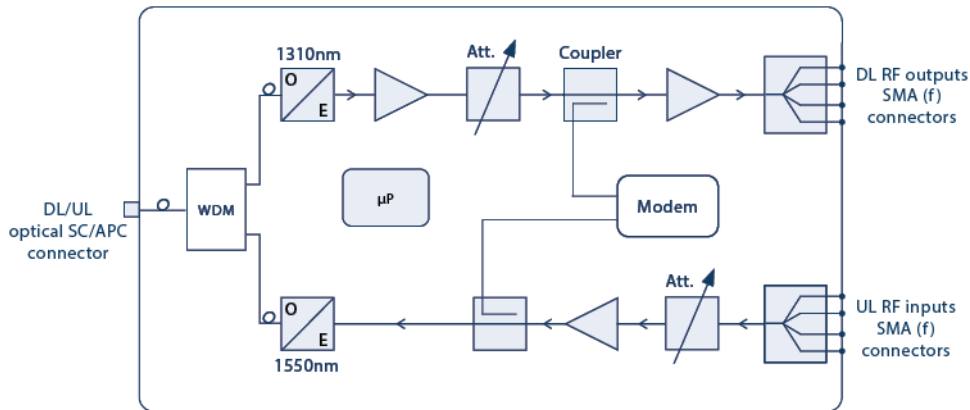 1310nm
O
E
Att.
Coupler
DL RF outputs
SMA (f)
connectors
DL/UL
optical SC/APC
connector
WDM
µP
Modem
O
E
1550nm
Att.
UL RF inputs
SMA (f)
connectors